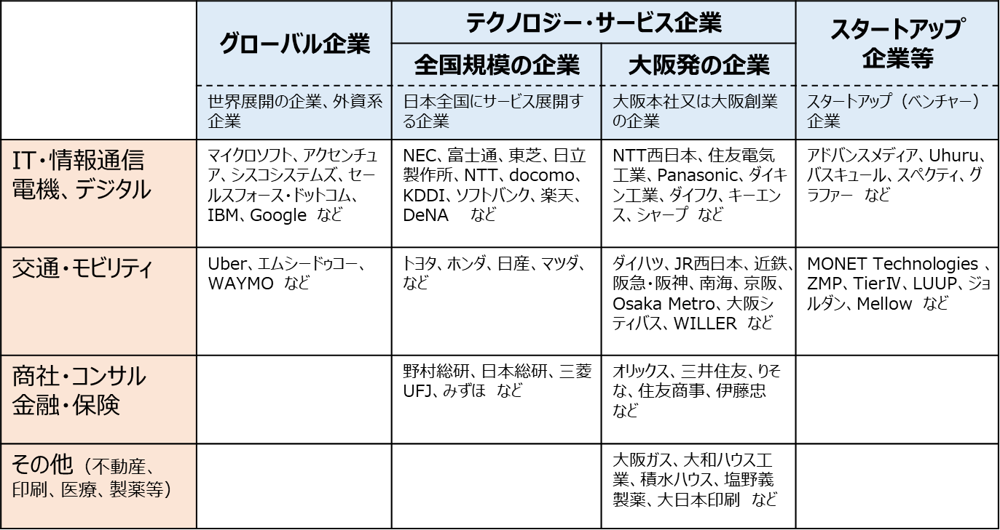 グローバル企業
世界展開の企業、外資系
企業
テクノロジー・サービス企業
全国規模の企業
日本全国にサービス展開す
る企業
大阪発の企業
大阪本社又は大阪創業
の企業
スタートアップ
企業等
スタートアップ（ベンチャー）
企業
IT・情報通信
電機、デジタル
マイクロソフト、アクセンチュ
ア、シスコシステムズ、セー
ルスフォース・ドットコム、
IBM、Google など
NEC、富士通、東芝、日立
製作所、NTT、docomo、
KDDI、ソフトバンク、楽天、
DeNA など
NTT西日本、住友電気
工業、Panasonic、ダイキ
ン工業、ダイフク、キーエン
ス、シャープ など
アドバンスメディア、Uhuru、
バスキュール、スペクティ、グ
ラファー など
交通・モビリティ
Uber、エムシードゥコー、
WAYMO など
トヨタ、ホンダ、日産、マツダ、
など
ダイハツ、JR西日本、近鉄、
阪急・阪神、南海、京阪、
Osaka Metro、大阪シ
ティバス、WILLER など
MONET Technologies 、
ZMP、TierⅣ、LUUP、ジョ
ルダン、Mellow など
商社・コンサル
金融・保険
野村総研、日本総研、三菱
UFJ、みずほ など
オリックス、三井住友、りそ
な、住友商事、伊藤忠
など
その他（不動産、
印刷、医療、製薬等）
大阪ガス、大和ハウス工
業、積水ハウス、塩野義
製薬、大日本印刷 など